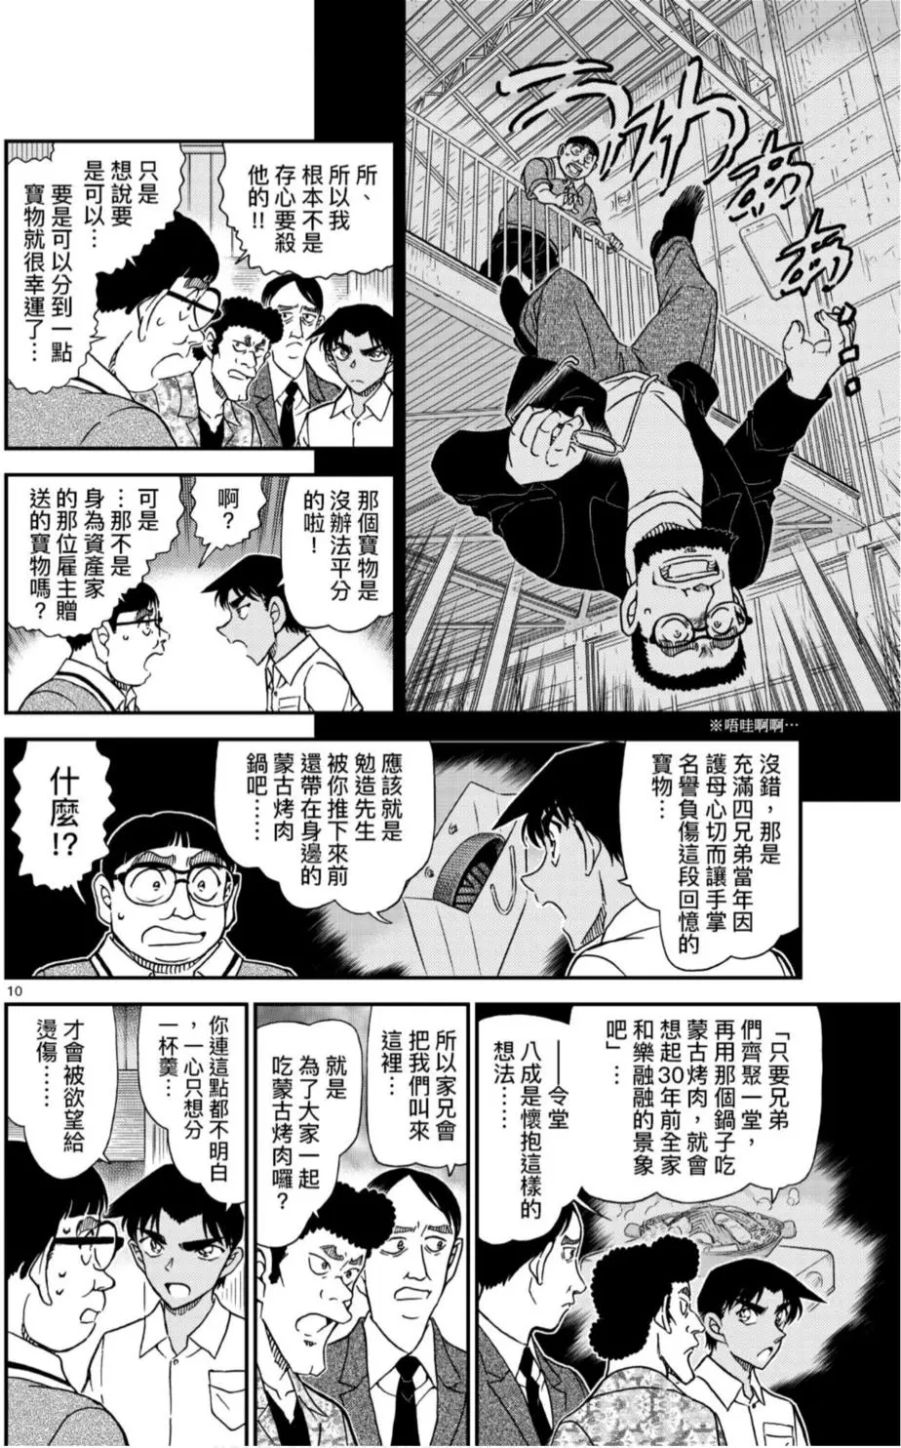 うわ
わ
ああ
ああ
※唔哇啊啊…
所、
所以我
根本不是
存心要殺
他的!!
只是
想說要
是可以…
要是可以分到一點
寶物就很幸運了…
那個寶物是
沒辦法平分
的啦！
啊？
可是
…那不是
身為資產家
的那位雇主贈
送的寶物嗎？
沒錯，那是
充滿四兄弟當年因
護母心切而讓手掌
名譽負傷這段回憶的
寶物…
應該就是
勉造先生
被你推下來前
還帶在身邊的
蒙古烤肉
鍋吧……
什麼!?
10
「只要兄弟
們齊聚一堂，
再用那個鍋子吃
蒙古烤肉，就會
想起30年前全家
和樂融融的景象
吧」…
——令堂
八成是懷抱這樣的
想法……
所以家兄會
把我們叫來
這裡…
就是
為了大家一起
吃蒙古烤肉囉？
你連這點都不明白
，一心只想分
一杯羹…
才會被欲望給
燙傷……